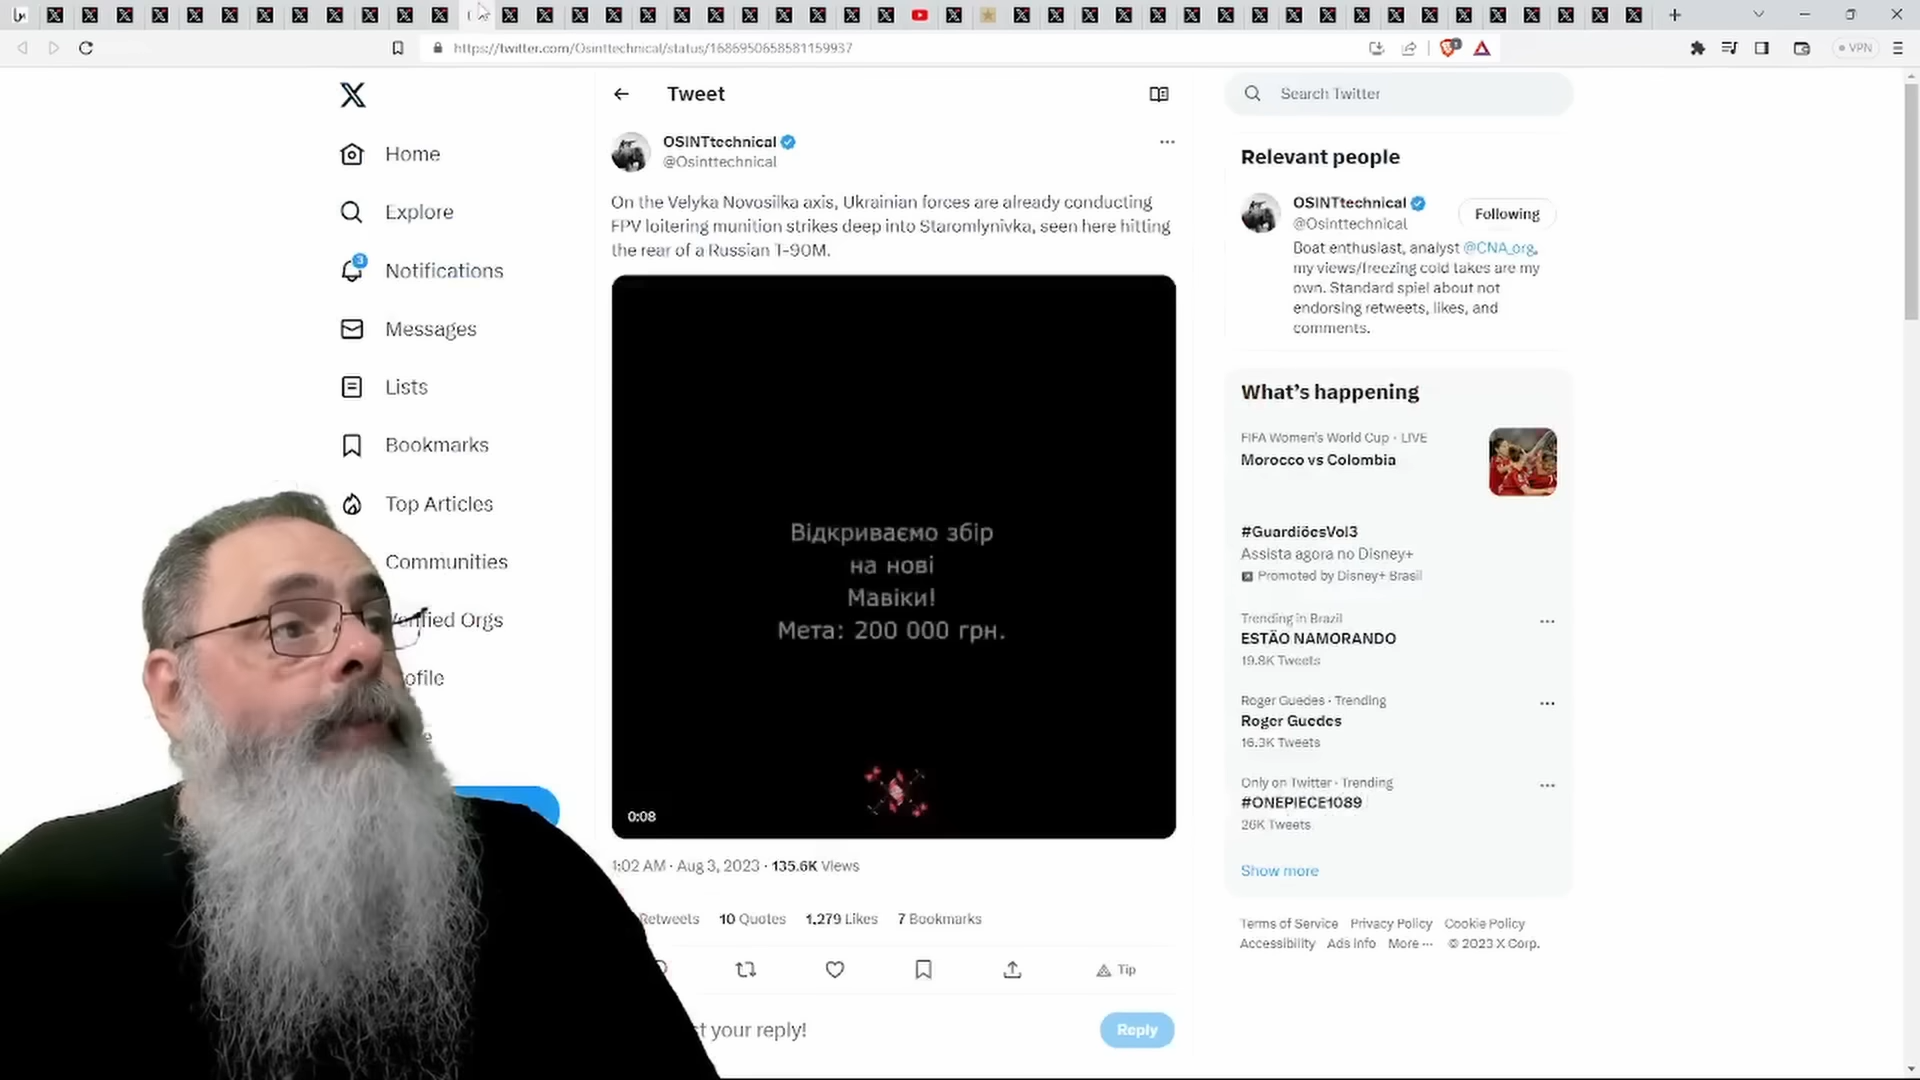 https://twitter.com/Osinttechnical/status/1686950658581159937
VPN
Home
Explore
3
Notifications
Messages
Lists
Bookmarks
Top Articles
Communities
Verified Orgs
ofile
Tweet
OSINTtechnical
@Osinttechnical
On the Velyka Novosilka axis, Ukrainian forces are already conducting
FPV loitering munition strikes deep into Staromlynivka, seen here hitting
the rear of a Russian T-90M.
Відкриваємо збір
на нові
Мавіки!
Мета: 200 000 грн.
0:08
1:02 AM · Aug 3, 2023 · 135.6K Views
Retweets 10 Quotes 1,279 Likes 7 Bookmarks
Tip
t your reply!
Reply
Search Twitter
Relevant people
OSINTtechnical
@Osinttechnical
Following
Boat enthusiast, analyst @CNA_org,
my views/freezing cold takes are my
own. Standard spiel about not
endorsing retweets, likes, and
comments.
What's happening
FIFA Women's World Cup · LIVE
Morocco vs Colombia
#GuardiõesVol3
Assista agora no Disney+
Promoted by Disney+ Brasil
Trending in Brazil
ESTÃO NAMORANDO
19.8K Tweets
Roger Guedes · Trending
Roger Guedes
16.3K Tweets
Only on Twitter · Trending
#ONEPIECE1089
26K Tweets
Show more
Terms of Service Privacy Policy Cookie Policy
Accessibility Ads info More ··· © 2023 X Corp.